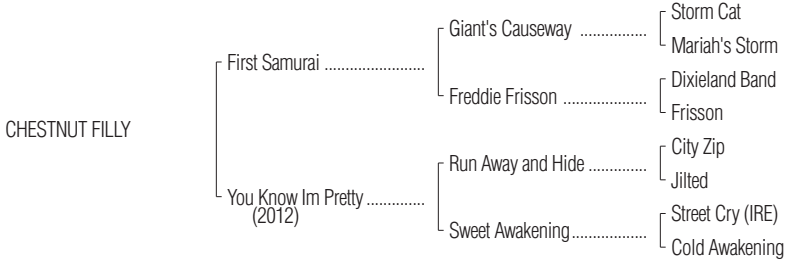 Storm Cat
Giant's Causeway ................
Mariah's Storm
First Samurai ........................
Dixieland Band
Freddie Frisson ....................
Frisson
CHESTNUT FILLY
City Zip
Run Away and Hide ..............
Jilted
You Know Im Pretty ..............
(2012)
Street Cry (IRE)
Sweet Awakening..................
Cold Awakening